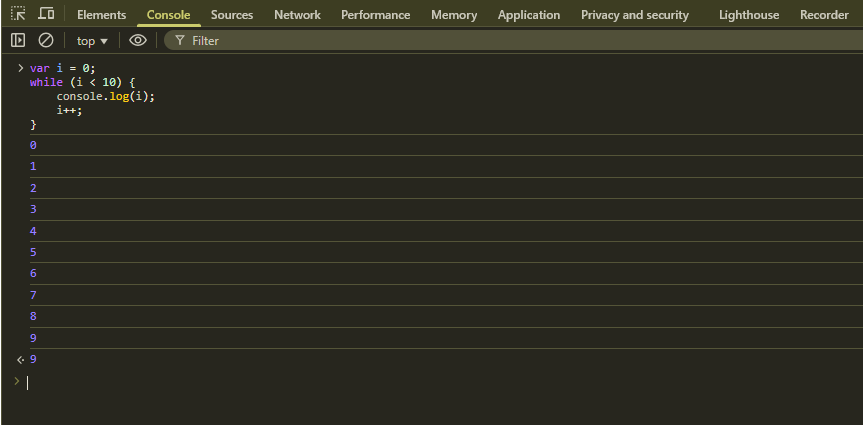 Elements Console Sources Network Performance Memory Application Privacy and security Lighthouse Recorder
top Filter
var i = 0;
while (i < 10) {
    console.log(i);
    i++;
}
0
1
2
3
4
5
6
7
8
9
9